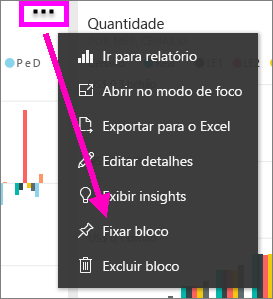 Quantidade
PeD
Ir para relatório
Abrir no modo de foco
Exportar para o Excel
Editar detalhes
Exibir insights
Fixar bloco
Excluir bloco